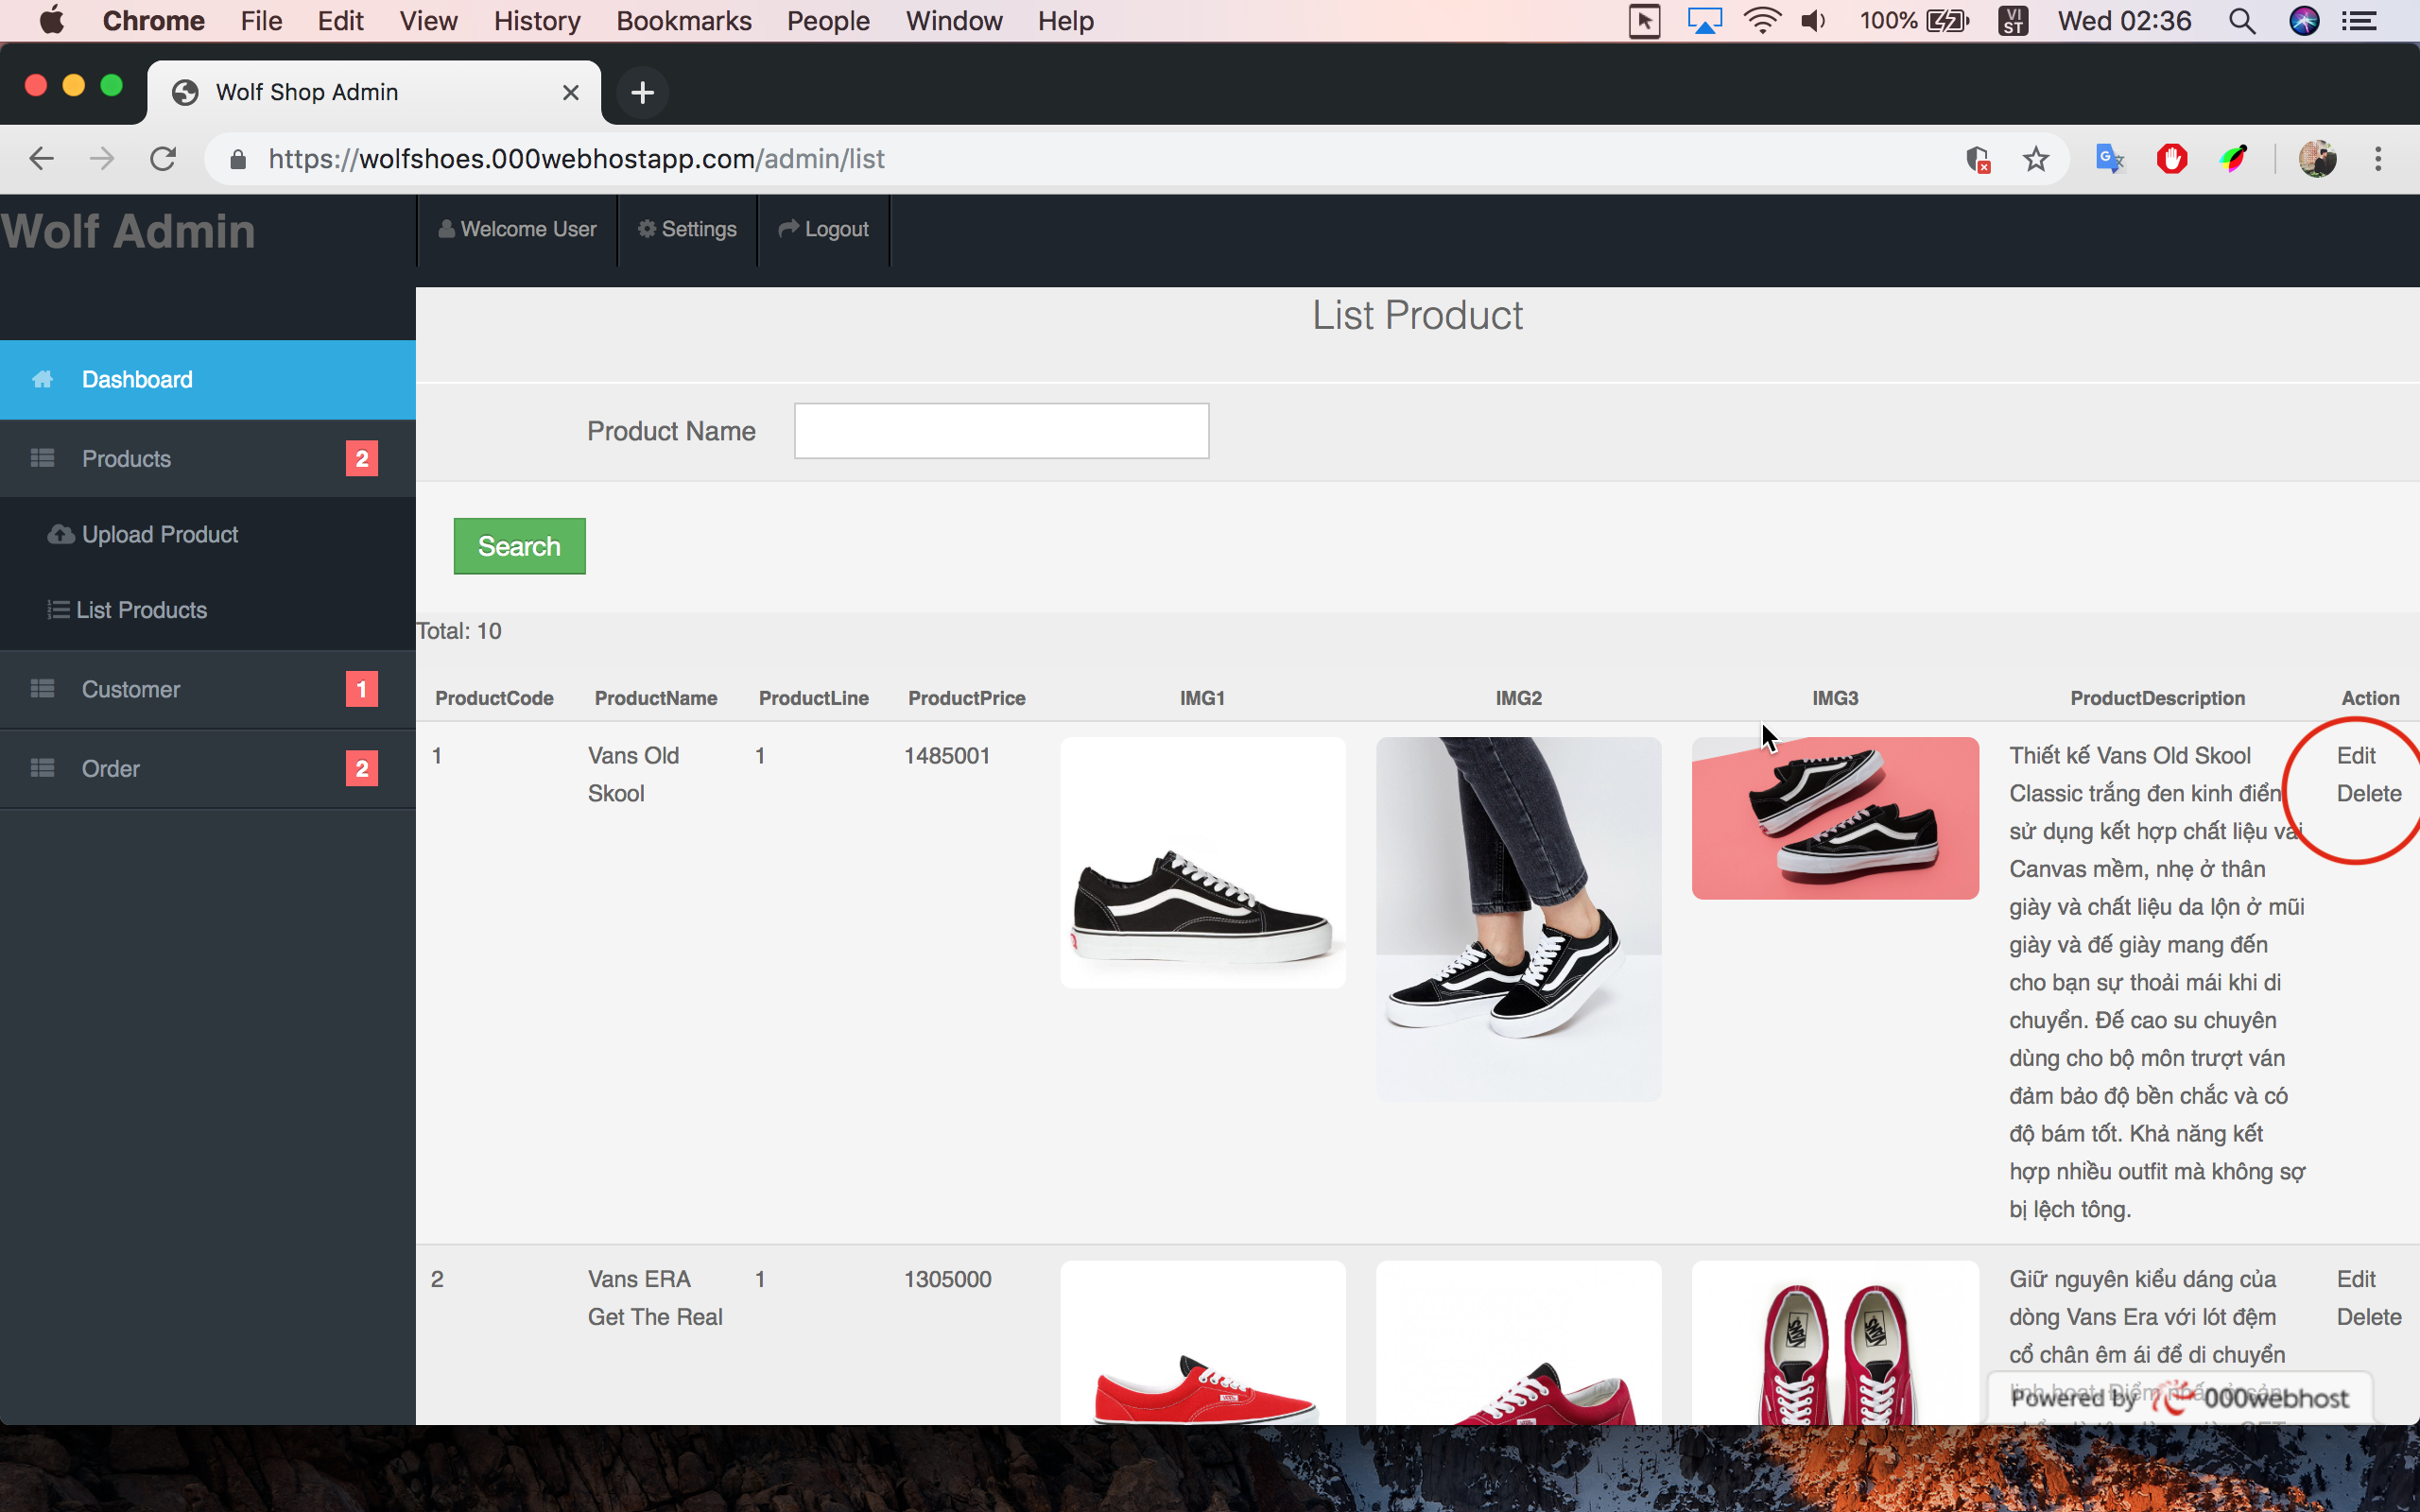 Chrome File Edit View History Bookmarks People Window Help 100% VI ST Wed 02:36
Wolf Shop Admin
https://wolfshoes.000webhostapp.com/admin/list
Wolf Admin
Welcome User Settings Logout
List Product
Dashboard
Product Name
Products 2
Upload Product
Search
List Products
Total: 10
Customer 1
Order 2
ProductCode ProductName ProductLine ProductPrice IMG1 IMG2 IMG3 ProductDescription Action
1 Vans Old Skool 1 1485001
Thiết kế Vans Old Skool
Classic trắng đen kinh điển
sử dụng kết hợp chất liệu vải
Canvas mềm, nhẹ ở thân
giày và chất liệu da lộn ở mũi
giày và đế giày mang đến
cho bạn sự thoải mái khi di
chuyển. Đế cao su chuyên
dùng cho bộ môn trượt ván
đảm bảo độ bền chắc và có
độ bám tốt. Khả năng kết
hợp nhiều outfit mà không sợ
bị lệch tông.
Edit
Delete
2 Vans ERA Get The Real 1 1305000
Giữ nguyên kiểu dáng của
dòng Vans Era với lót đệm
cổ chân êm ái để di chuyển
Edit
Delete
Powered by 000webhost